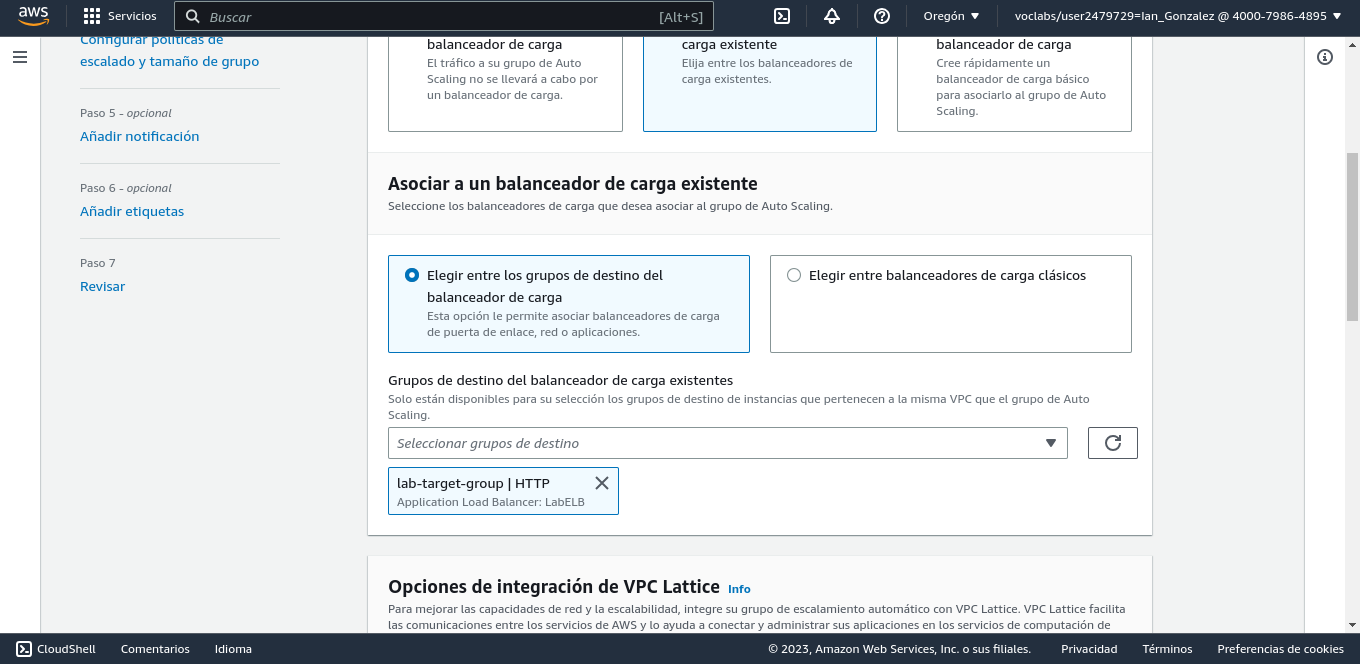 aws
Servicios
Buscar
[Alt+S]
Oregón
voclabs/user2479729=Ian_Gonzalez @ 4000-7986-4895
Configurar políticas de
escalado y tamaño de grupo
Paso 5 - opcional
Añadir notificación
Paso 6 - opcional
Añadir etiquetas
Paso 7
Revisar
balanceador de carga
El tráfico a su grupo de Auto
Scaling no se llevará a cabo por
un balanceador de carga.
carga existente
Elija entre los balanceadores de
carga existentes.
balanceador de carga
Cree rápidamente un
balanceador de carga básico
para asociarlo al grupo de Auto
Scaling.
Asociar a un balanceador de carga existente
Seleccione los balanceadores de carga que desea asociar al grupo de Auto Scaling.
Elegir entre los grupos de destino del
balanceador de carga
Esta opción le permite asociar balanceadores de carga
de puerta de enlace, red o aplicaciones.
Elegir entre balanceadores de carga clásicos
Grupos de destino del balanceador de carga existentes
Solo están disponibles para su selección los grupos de destino de instancias que pertenecen a la misma VPC que el grupo de Auto
Scaling.
Seleccionar grupos de destino
lab-target-group | HTTP
Application Load Balancer: LabELB
Opciones de integración de VPC Lattice Info
Para mejorar las capacidades de red y la escalabilidad, integre su grupo de escalamiento automático con VPC Lattice. VPC Lattice facilita
las comunicaciones entre los servicios de AWS y lo ayuda a conectar y administrar sus aplicaciones en los servicios de computación de
CloudShell
Comentarios
Idioma
© 2023, Amazon Web Services, Inc. o sus filiales.
Privacidad
Términos
Preferencias de cookies